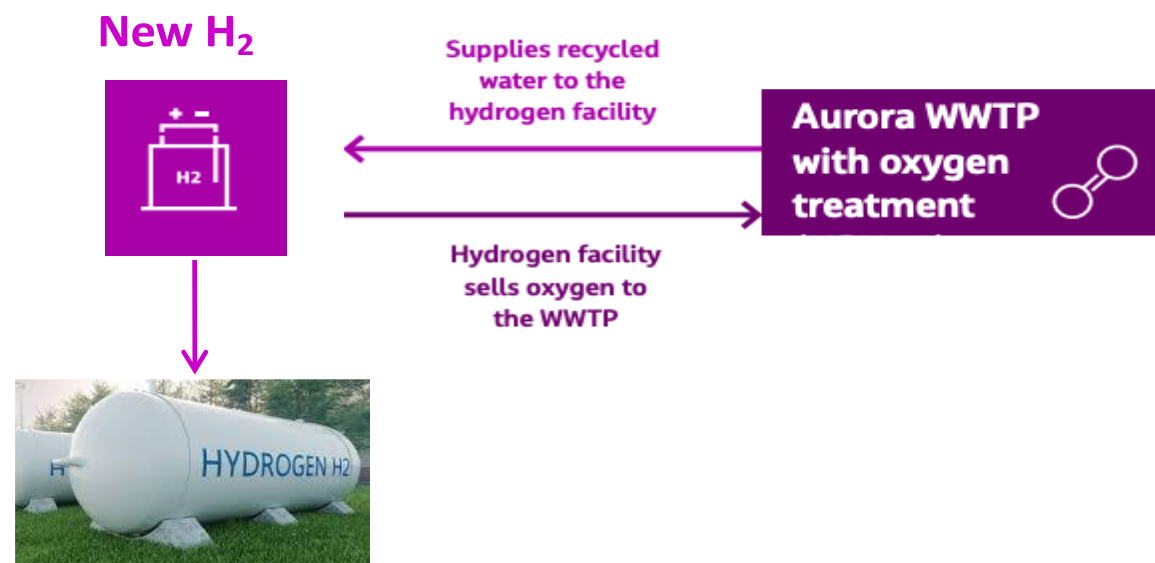 New H₂
+ -
H2
Supplies recycled
water to the
hydrogen facility
Aurora WWTP
with oxygen
treatment
Hydrogen facility
sells oxygen to
the WWTP
H
HYDROGEN H2